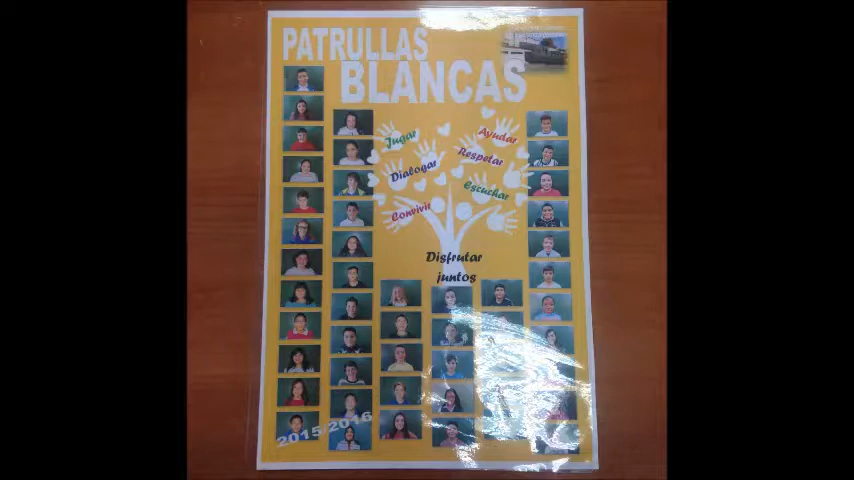 PATRULLAS
BLANCAS
Jugar
Ayudar
Dialogar
Respetar
Escuchar
Convivir
Disfrutar
juntos
2015/2016